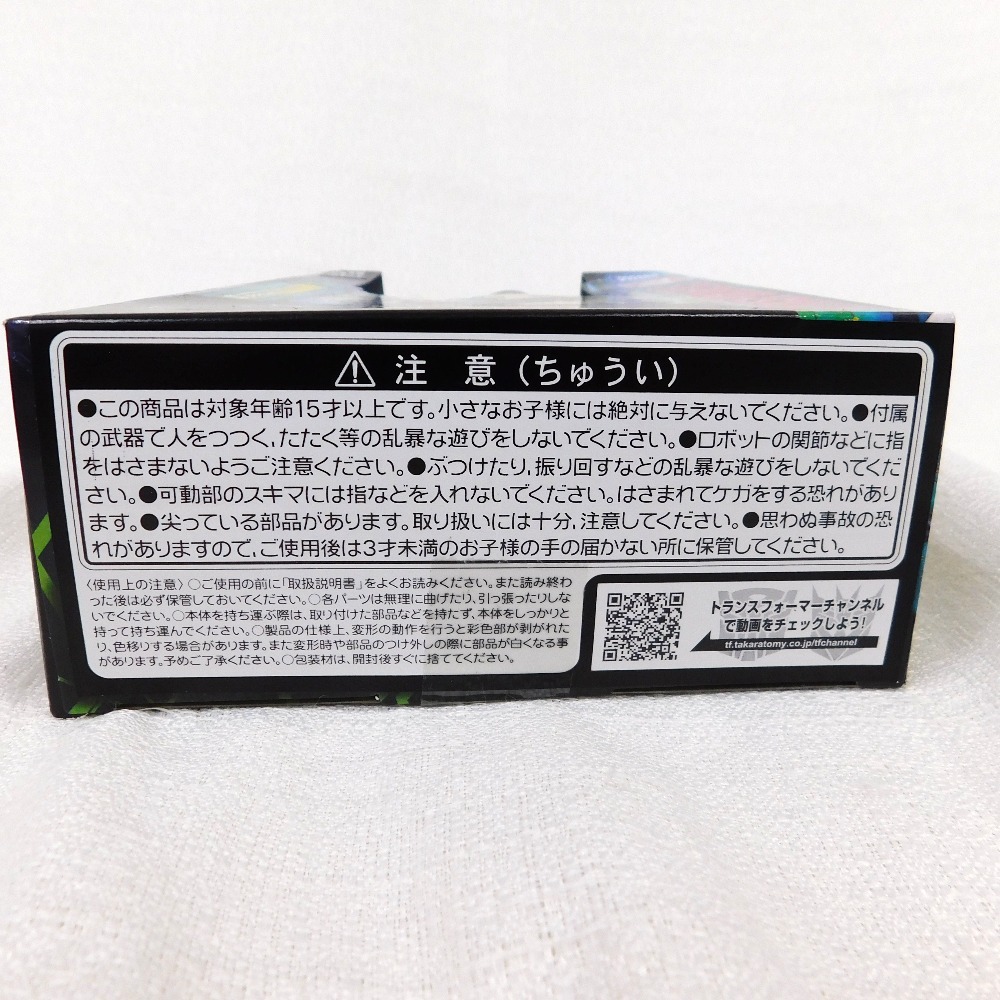 ⚠ 注 意(ちゅうい)
●この商品は対象年齢15才以上です。小さなお子様には絶対に与えないでください。●付属
の武器で人をつつく、たたく等の乱暴な遊びをしないでください。●ロボットの関節などに指
をはさまないようご注意ください。●ぶつけたり、振り回すなどの乱暴な遊びをしないでくだ
さい。●可動部のスキマには指などを入れないでください。はさまれてケガをする恐れがあり
ます。●尖っている部品があります。取り扱いには十分、注意してください。●思わぬ事故の恐
れがありますので、ご使用後は3才未満のお子様の手の届かない所に保管してください。
〈使用上の注意〉○ご使用の前に「取扱説明書」をよくお読みください。また読み終わ
った後は必ず保管しておいてください。○各パーツは無理に曲げたり、引っ張ったりしな
いでください。○本体を持ち運ぶ際は、取り付けた部品などを持たず、本体をしっかりと
持って持ち運んでください。○製品の仕様上、変形の動作を行うと彩色部が剥がれた
り、色移りする場合があります。また変形時や部品のつけ外しの際に部品が白くなる事
があります。予めご了承ください。○包装材は、開封後すぐに捨ててください。
トランスフォーマーチャンネル
で動画をチェックしよう!
tf.takaratomy.co.jp/tfchannel